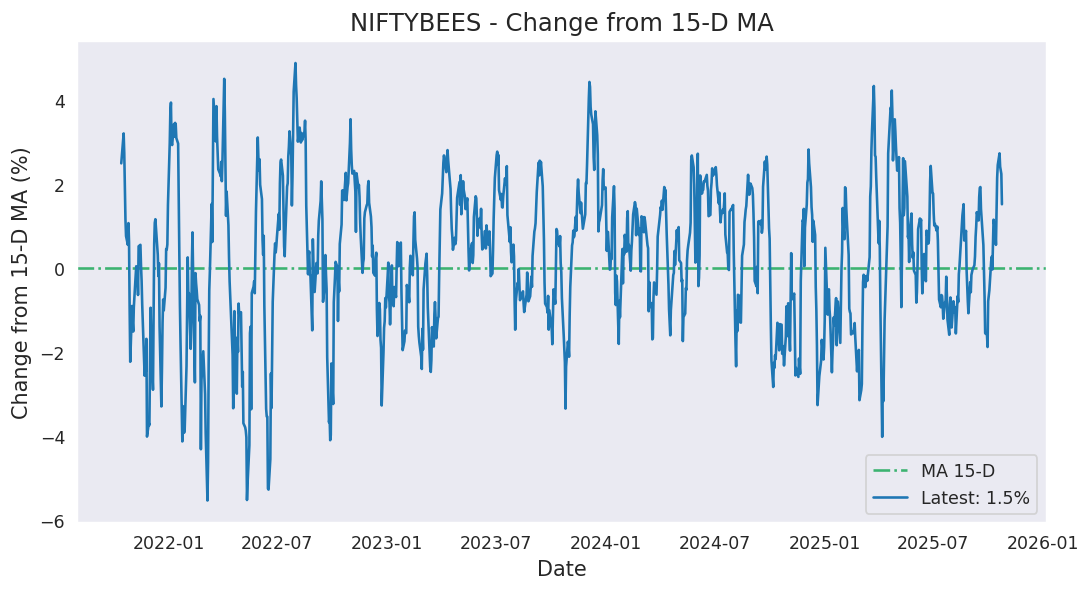 NIFTYBEES - Change from 15-D MA
Change from 15-D MA (%)
4
2
0
−2
−4
−6
MA 15-D
Latest: 1.5%
2022-01 2022-07 2023-01 2023-07 2024-01 2024-07 2025-01 2025-07 2026-01
Date